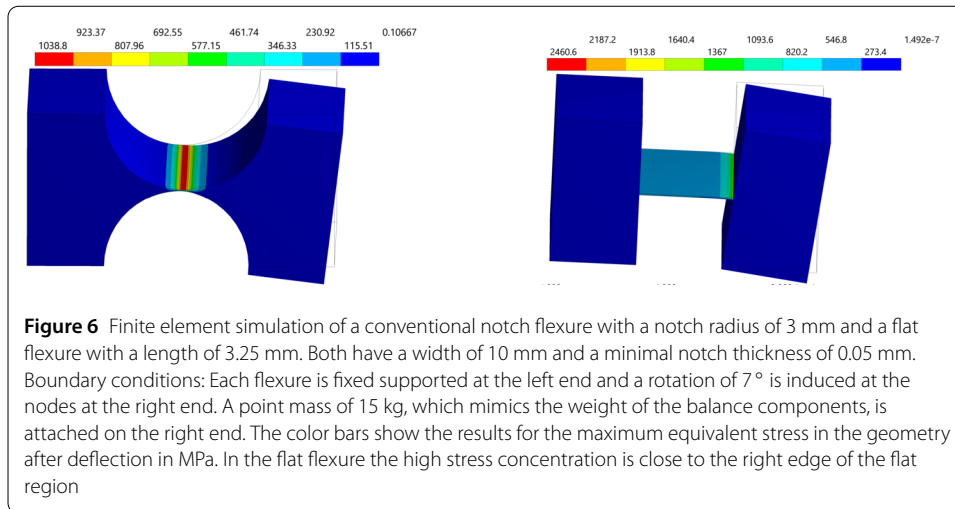 923.37 692.55 461.74 230.92 0.10667
1038.8 807.96 577.15 346.33 115.51
2187.2 1640.4 1093.6 546.8 1.492e-7
2460.6 1913.8 1367 820.2 273.4
Figure 6 Finite element simulation of a conventional notch flexure with a notch radius of 3 mm and a flat
flexure with a length of 3.25 mm. Both have a width of 10 mm and a minimal notch thickness of 0.05 mm.
Boundary conditions: Each flexure is fixed supported at the left end and a rotation of 7° is induced at the
nodes at the right end. A point mass of 15 kg, which mimics the weight of the balance components, is
attached on the right end. The color bars show the results for the maximum equivalent stress in the geometry
after deflection in MPa. In the flat flexure the high stress concentration is close to the right edge of the flat
region